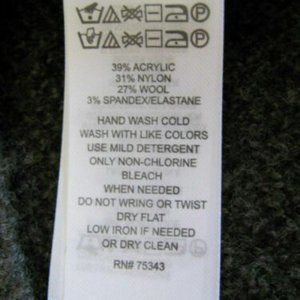 39% ACRYLIC
31% NYLON
27% WOOL
3% SPANDEX/ELASTANE
HAND WASH COLD
WASH WITH LIKE COLORS
USE MILD DETERGENT
ONLY NON-CHLORINE
BLEACH
WHEN NEEDED
DO NOT WRING OR TWIST
DRY FLAT
LOW IRON IF NEEDED
OR DRY CLEAN
RN# 75343